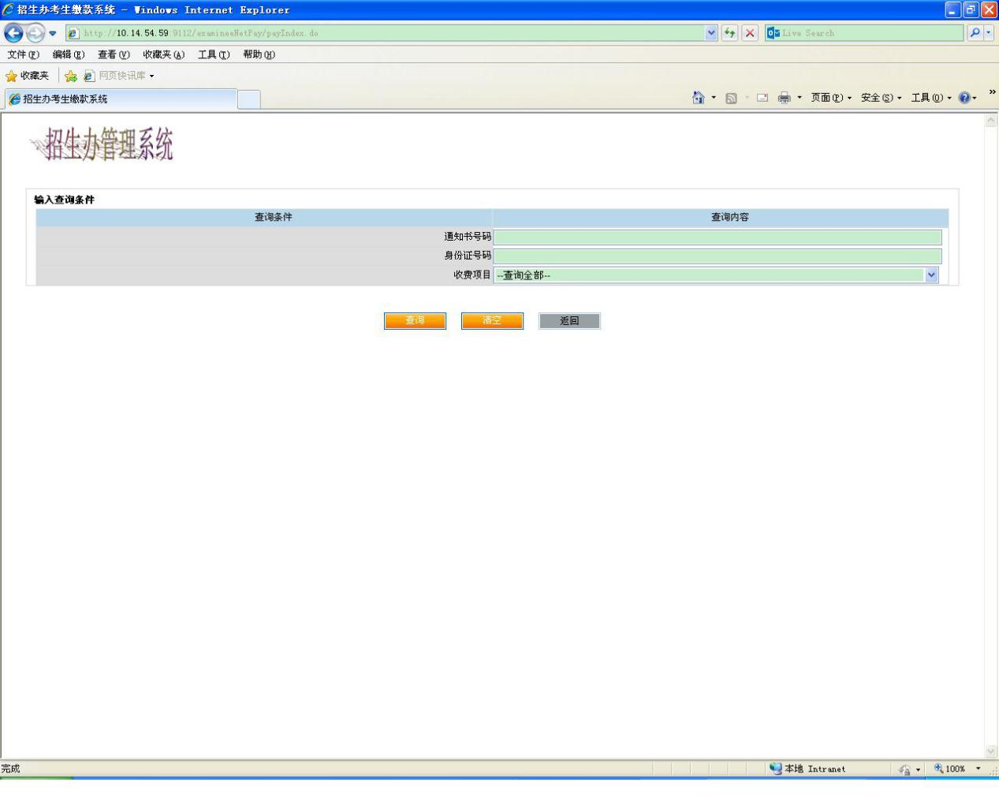 招生办考生缴款系统 - Windows Internet Explorer
http://10.14.54.59:9112/examineeNetPay/payIndex.do
Live Search
文件(F) 编辑(E) 查看(V) 收藏夹(A) 工具(T) 帮助(H)
收藏夹 网页快讯库
招生办考生缴款系统
页面(P) 安全(S) 工具(O)
招生办管理系统
输入查询条件
查询条件 查询内容
通知书号码
身份证号码
收费项目 --查询全部--
查询 清空 返回
完成 本地 Intranet 100%